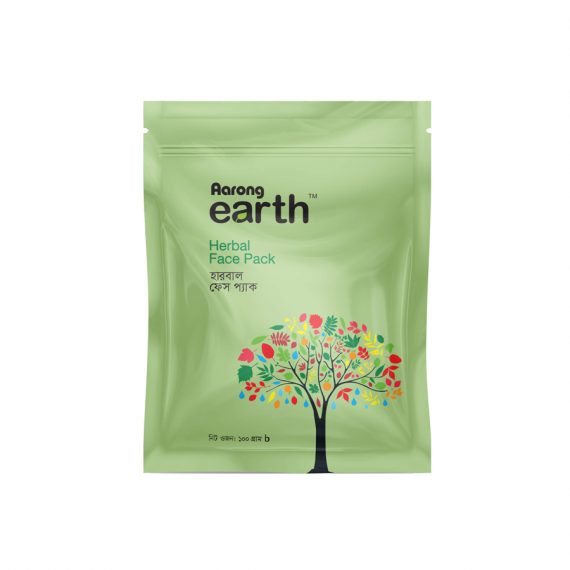 Aarong
earth™
Herbal
Face Pack
হারবাল
ফেস প্যাক
নিট ওজন: ১০০ গ্রাম ৳